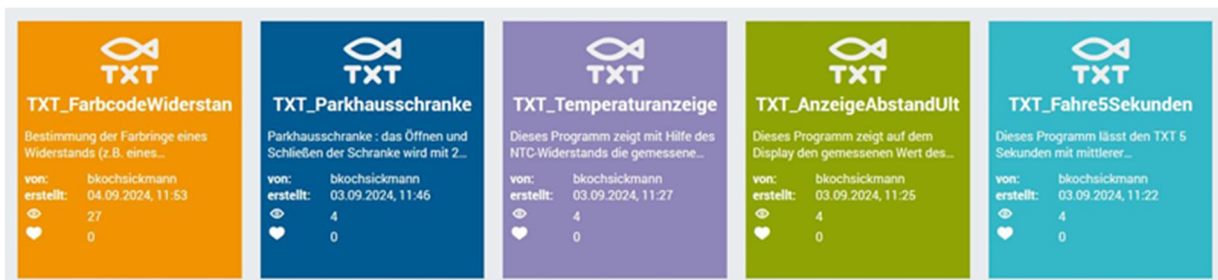 TXT
TXT_FarbcodeWiderstan
Bestimmung der Farbringe eines
Widerstands (z.B. eines...
von: bkochsickmann
erstellt: 04.09.2024, 11:53
27
0
TXT
TXT_Parkhausschranke
Parkhausschranke : das Öffnen und
Schließen der Schranke wird mit 2...
von: bkochsickmann
erstellt: 03.09.2024, 11:46
4
0
TXT
TXT_Temperaturanzeige
Dieses Programm zeigt mit Hilfe des
NTC-Widerstands die gemessene...
von: bkochsickmann
erstellt: 03.09.2024, 11:27
4
0
TXT
TXT_AnzeigeAbstandUlt
Dieses Programm zeigt auf dem
Display den gemessenen Wert des...
von: bkochsickmann
erstellt: 03.09.2024, 11:25
4
0
TXT
TXT_Fahre5Sekunden
Dieses Programm lässt den TXT 5
Sekunden mit mittlerer...
von: bkochsickmann
erstellt: 03.09.2024, 11:22
4
0